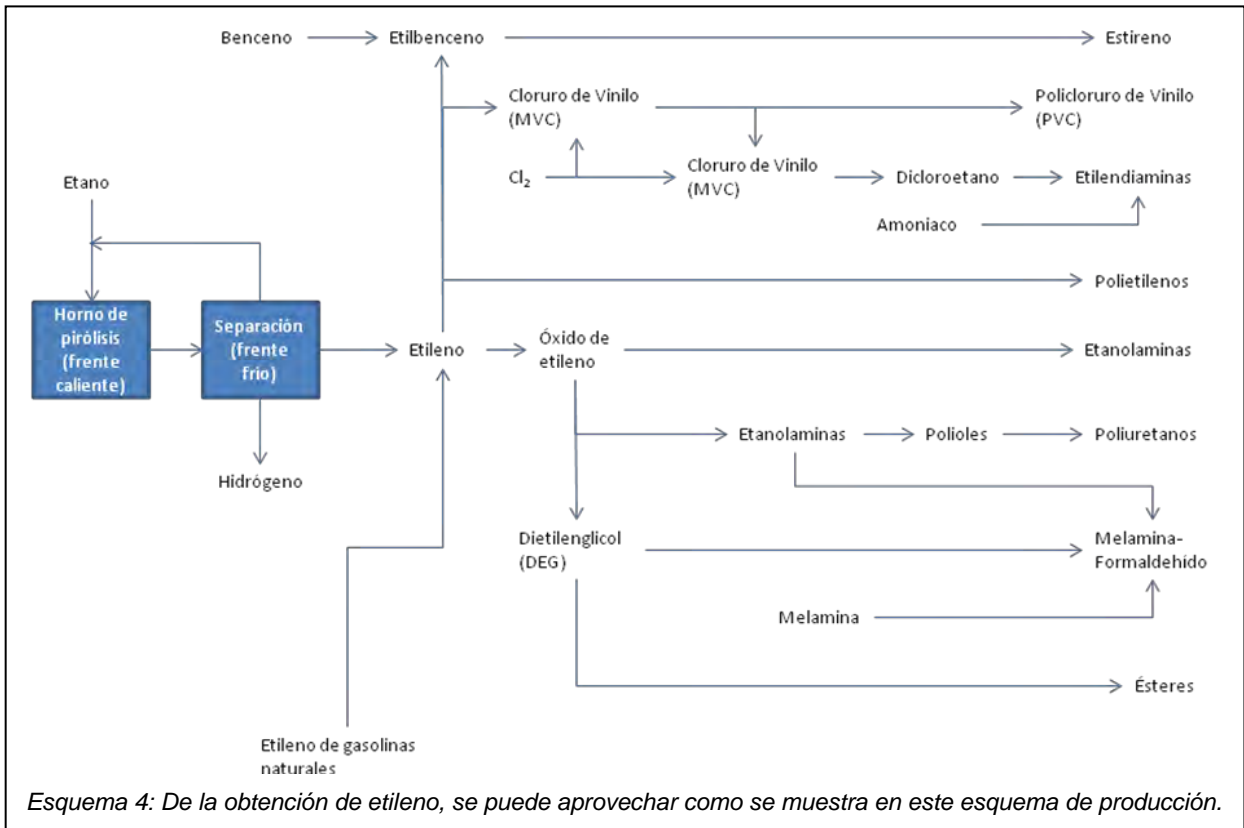 Benceno
Etilbenceno
Estireno
Cloruro de Vinilo
(MVC)
Policloruro de Vinilo
(PVC)
Cl2
Cloruro de Vinilo
(MVC)
Dicloroetano
Etilendiaminas
Etano
Amoniaco
Polietilenos
Horno de
pirólisis
(frente
caliente)
Separación
(frente
frío)
Etileno
Óxido de
etileno
Etanolaminas
Etanolaminas
Polioles
Poliuretanos
Hidrógeno
Dietilenglicol
(DEG)
Melamina-
Formaldehído
Melamina
Ésteres
Etileno de gasolinas
naturales
Esquema 4: De la obtención de etileno, se puede aprovechar como se muestra en este esquema de producción.